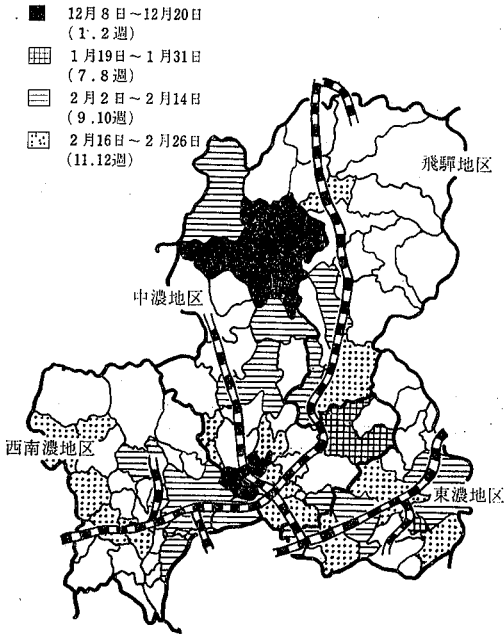 12月8日～12月20日
(1.2週)
1月19日～1月31日
(7.8週)
2月2日～2月14日
(9.10週)
2月16日～2月26日
(11.12週)
飛驒地区
中濃地区
西南濃地区
東濃地区